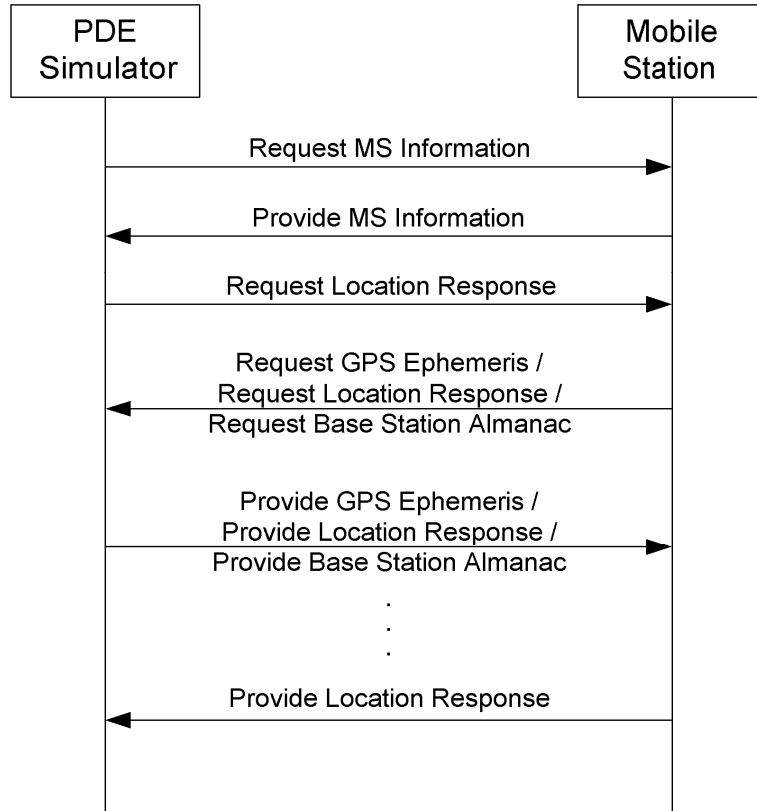 PDE
Simulator
Mobile
Station
Request MS Information
Provide MS Information
Request Location Response
Request GPS Ephemeris /
Request Location Response /
Request Base Station Almanac
Provide GPS Ephemeris /
Provide Location Response /
Provide Base Station Almanac
.
.
.
Provide Location Response